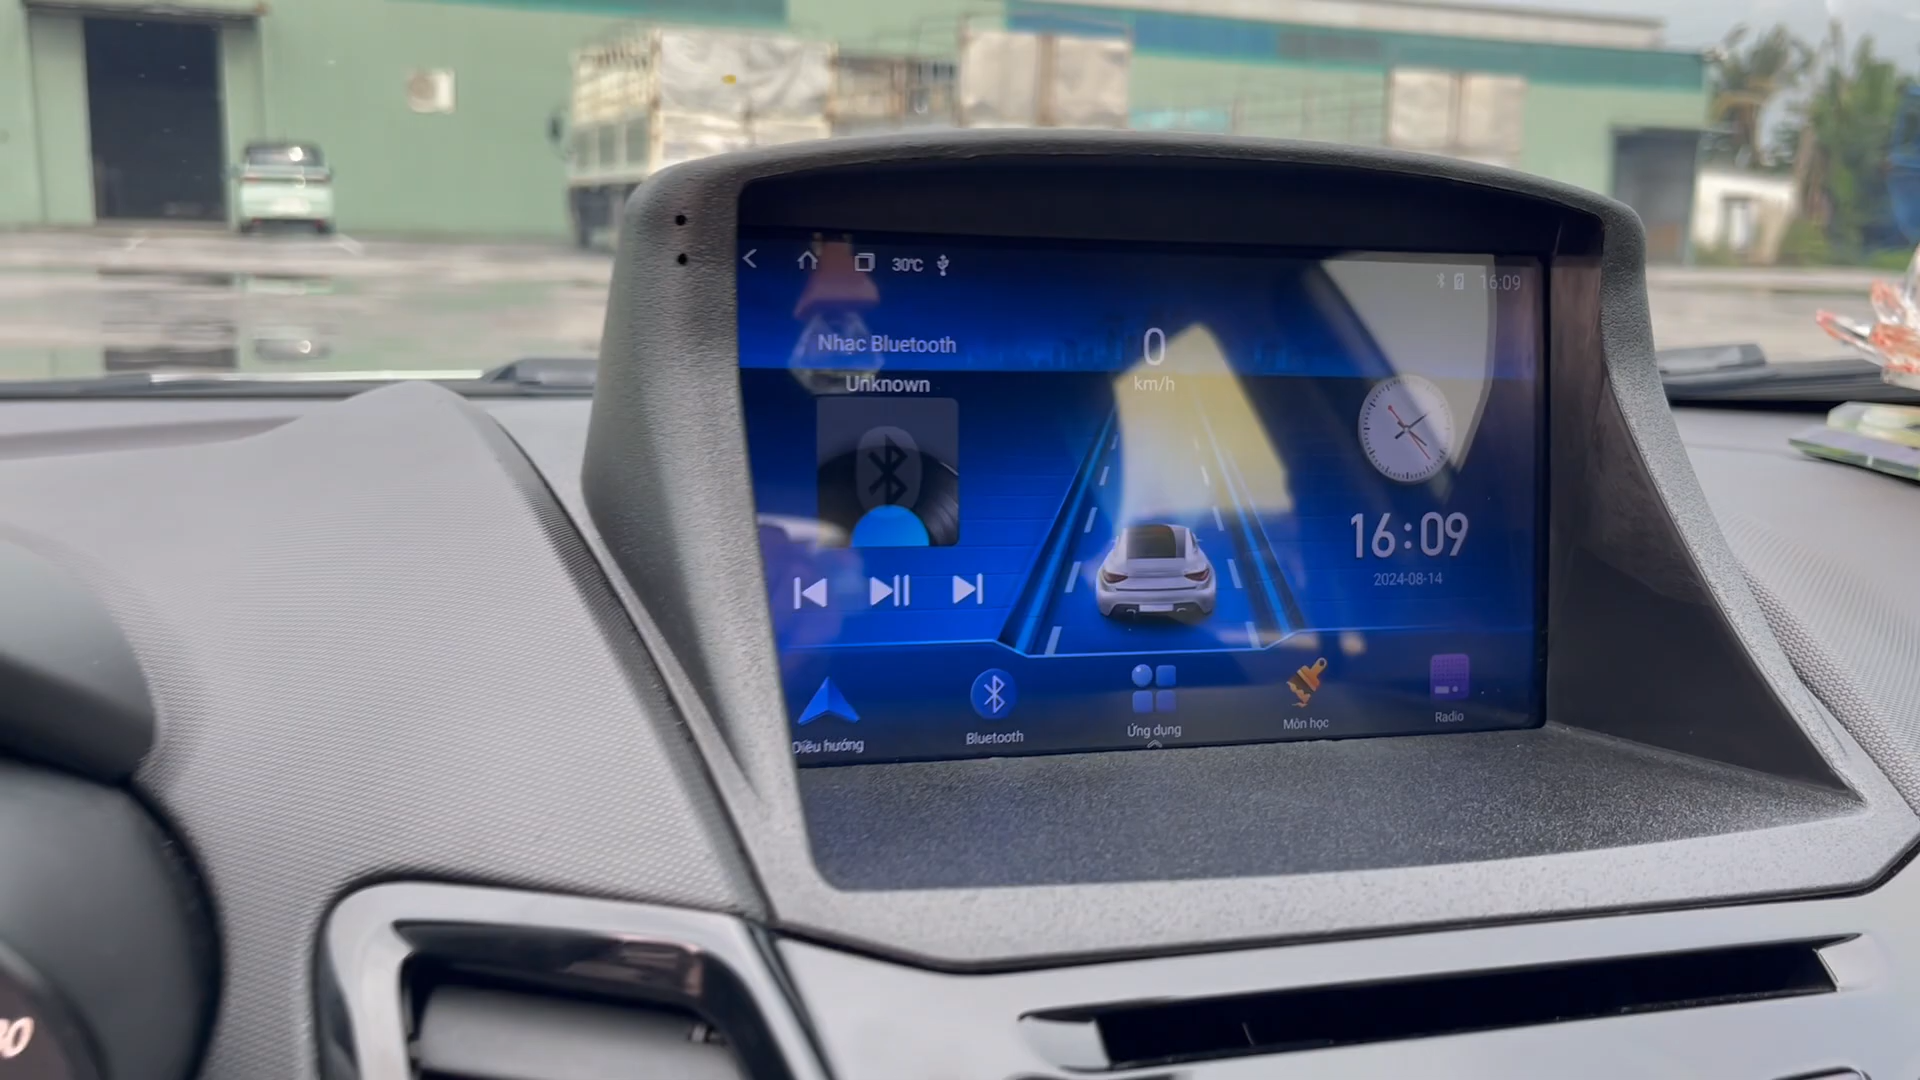 30°C
16:09
Nhạc Bluetooth
Unknown
0
km/h
16:09
2024-08-14
Điều hướng
Bluetooth
Ứng dụng
Môn học
Radio